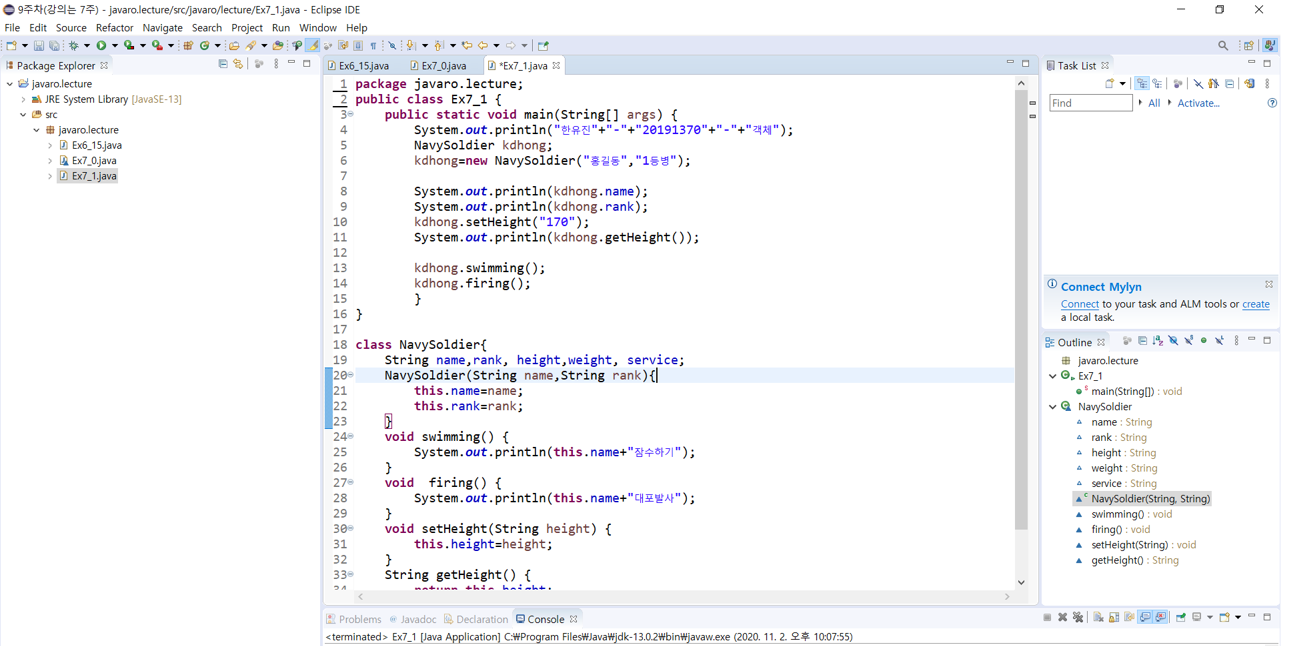 9주차(강의는 7주) - javaro.lecture/src/javaro/lecture/Ex7_1.java - Eclipse IDE
File Edit Source Refactor Navigate Search Project Run Window Help
Package Explorer
javaro.lecture
JRE System Library [JavaSE-13]
src
javaro.lecture
Ex6_15.java
Ex7_0.java
Ex7_1.java
Ex6_15.java Ex7_0.java *Ex7_1.java
1 package javaro.lecture;
2 public class Ex7_1 {
3 public static void main(String[] args) {
4 System.out.println("한유진"+"-"+"20191370"+"-"+"객체");
5 NavySoldier kdhong;
6 kdhong=new NavySoldier("홍길동","1등병");
7
8 System.out.println(kdhong.name);
9 System.out.println(kdhong.rank);
10 kdhong.setHeight("170");
11 System.out.println(kdhong.getHeight());
12
13 kdhong.swimming();
14 kdhong.firing();
15 }
16 }
17
18 class NavySoldier{
19 String name,rank, height,weight, service;
20 NavySoldier(String name,String rank){
21 this.name=name;
22 this.rank=rank;
23 }
24 void swimming() {
25 System.out.println(this.name+"잠수하기");
26 }
27 void  firing() {
28 System.out.println(this.name+"대포발사");
29 }
30 void setHeight(String height) {
31 this.height=height;
32 }
33 String getHeight() {
34 return this.height;
Problems Javadoc Declaration Console
<terminated> Ex7_1 [Java Application] C:₩Program Files₩Java₩jdk-13.0.2₩bin₩javaw.exe (2020. 11. 2. 오후 10:07:55)
Task List
Find All Activate...
Connect Mylyn
Connect to your task and ALM tools or create
a local task.
Outline
javaro.lecture
Ex7_1
main(String[]) : void
NavySoldier
name : String
rank : String
height : String
weight : String
service : String
NavySoldier(String, String)
swimming() : void
firing() : void
setHeight(String) : void
getHeight() : String